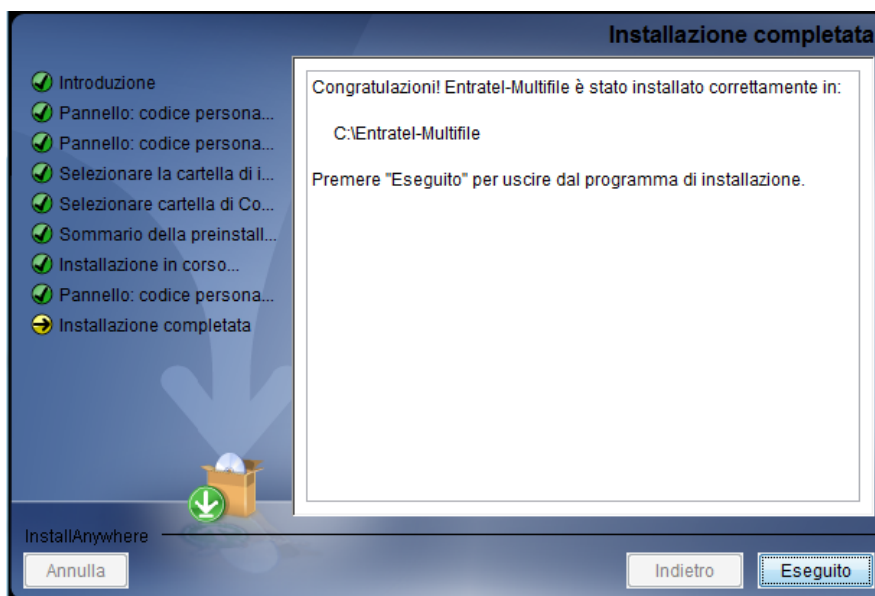 Installazione completata
Introduzione
Pannello: codice persona...
Pannello: codice persona...
Selezionare la cartella di i...
Selezionare cartella di Co...
Sommario della preinstall...
Installazione in corso...
Pannello: codice persona...
Installazione completata
Congratulazioni! Entratel-Multifile è stato installato correttamente in:
C:\Entratel-Multifile
Premere "Eseguito" per uscire dal programma di installazione.
InstallAnywhere
Annulla
Indietro
Eseguito